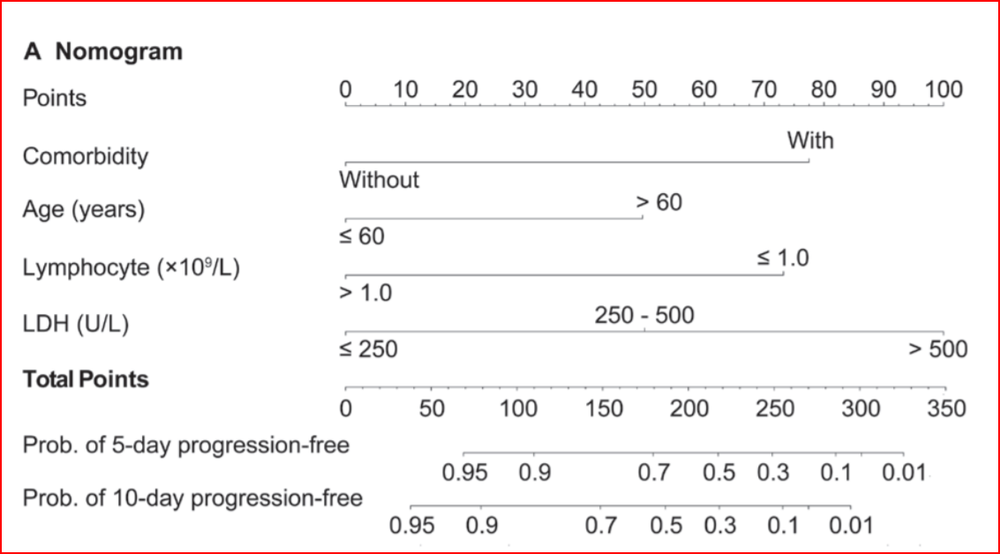 A Nomogram
Points
0 10 20 30 40 50 60 70 80 90 100
With
Comorbidity
Without
> 60
Age (years)
≤ 60
≤ 1.0
Lymphocyte (×10⁹/L)
> 1.0
250 - 500
LDH (U/L)
≤ 250 > 500
Total Points
0 50 100 150 200 250 300 350
Prob. of 5-day progression-free
0.95 0.9 0.7 0.5 0.3 0.1 0.01
Prob. of 10-day progression-free
0.95 0.9 0.7 0.5 0.3 0.1 0.01